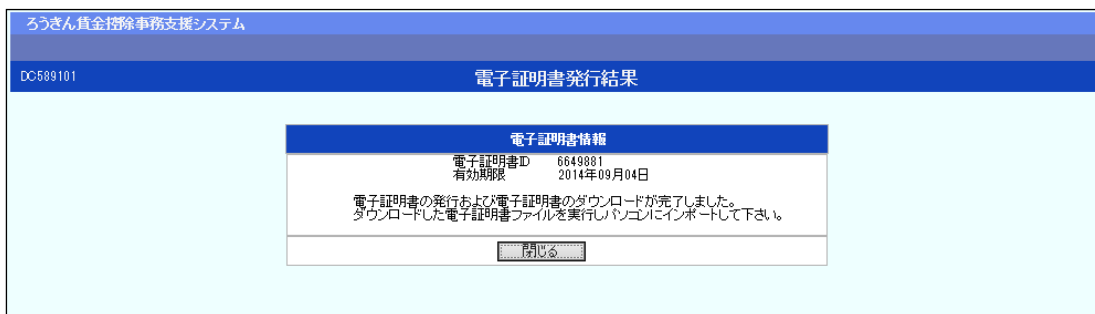 ろうきん賃金控除事務支援システム
DC589101
電子証明書発行結果
電子証明書情報
電子証明書ID 6649881
有効期限 2014年09月04日
電子証明書の発行および電子証明書のダウンロードが完了しました。
ダウンロードした電子証明書ファイルを実行しパソコンにインポートして下さい。
閉じる